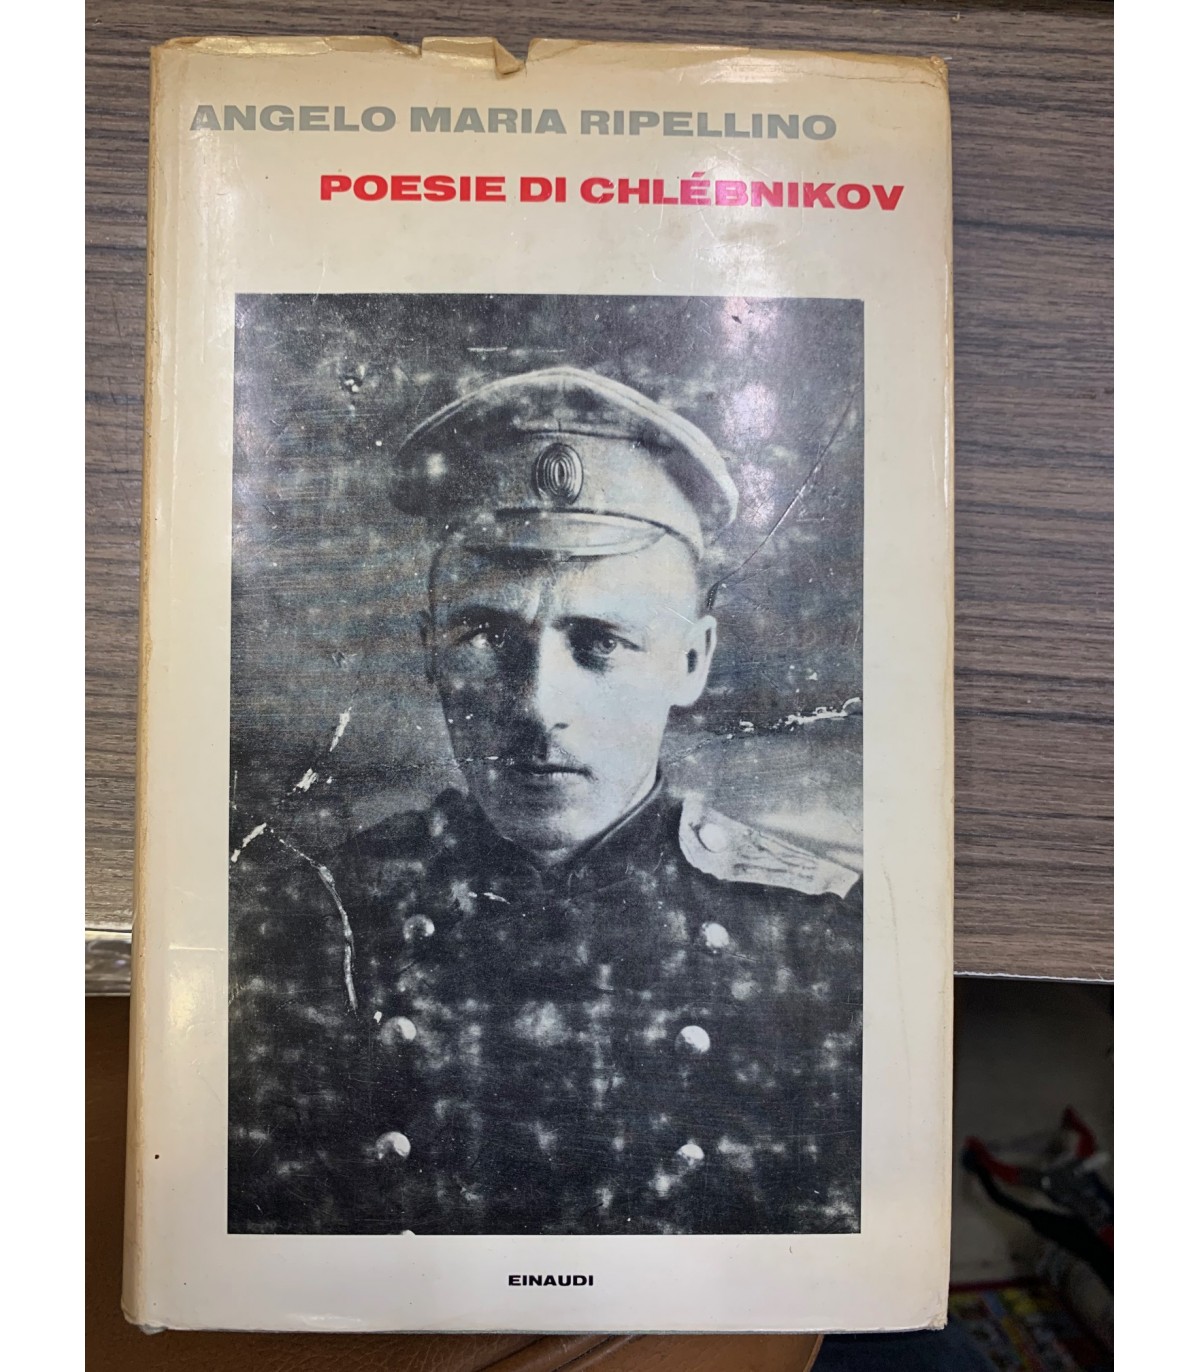 ANGELO MARIA RIPELLINO
POESIE DI CHLÉBNIKOV
EINAUDI